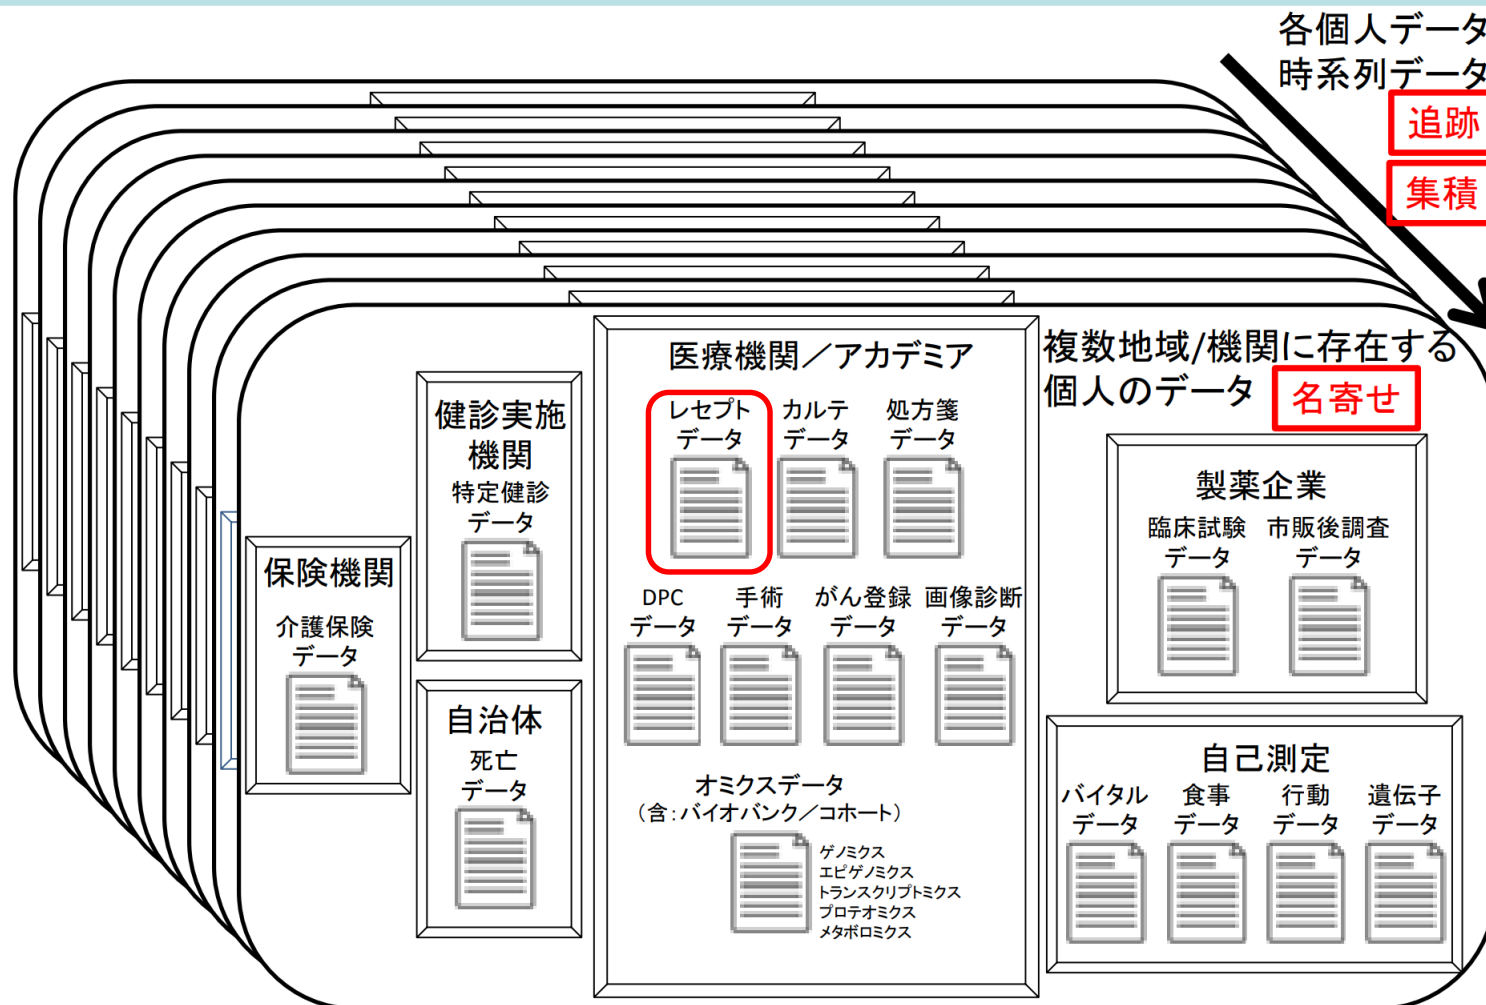 各個人データ
時系列データ
追跡
集積
複数地域/機関に存在する
個人のデータ 名寄せ
保険機関
介護保険
データ
健診実施
機関
特定健診
データ
自治体
死亡
データ
医療機関／アカデミア
レセプト カルテ 処方箋
データ データ データ
DPC 手術 がん登録 画像診断
データ データ データ データ
オミクスデータ
（含：バイオバンク／コホート）
ゲノミクス
エピゲノミクス
トランスクリプトミクス
プロテオミクス
メタボロミクス
製薬企業
臨床試験 市販後調査
データ データ
自己測定
バイタル 食事 行動 遺伝子
データ データ データ データ